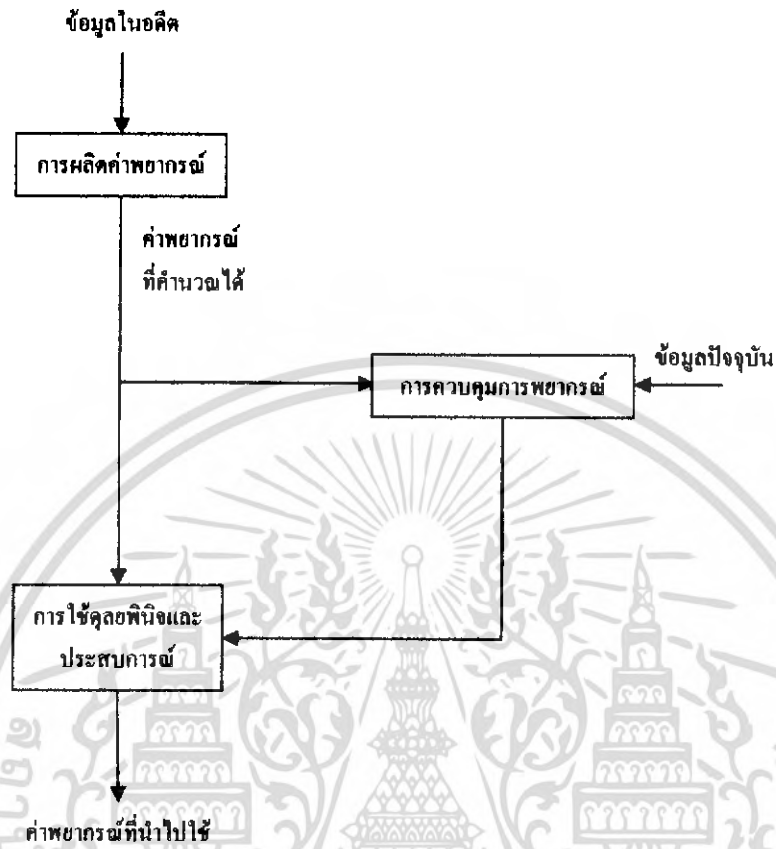 ข้อมูลในอดีต
การผลิตค่าพยากรณ์
ค่าพยากรณ์
ที่คำนวณได้
ข้อมูลปัจจุบัน
การควบคุมการพยากรณ์
การใช้ดุลยพินิจและ
ประสบการณ์
ค่าพยากรณ์ที่นำไปใช้